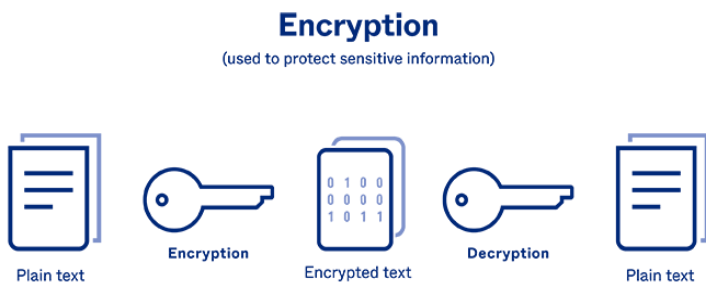 Encryption
(used to protect sensitive information)
0 1 0 0
0 0 0 0
1 0 1 1
Encryption
Decryption
Plain text
Encrypted text
Plain text